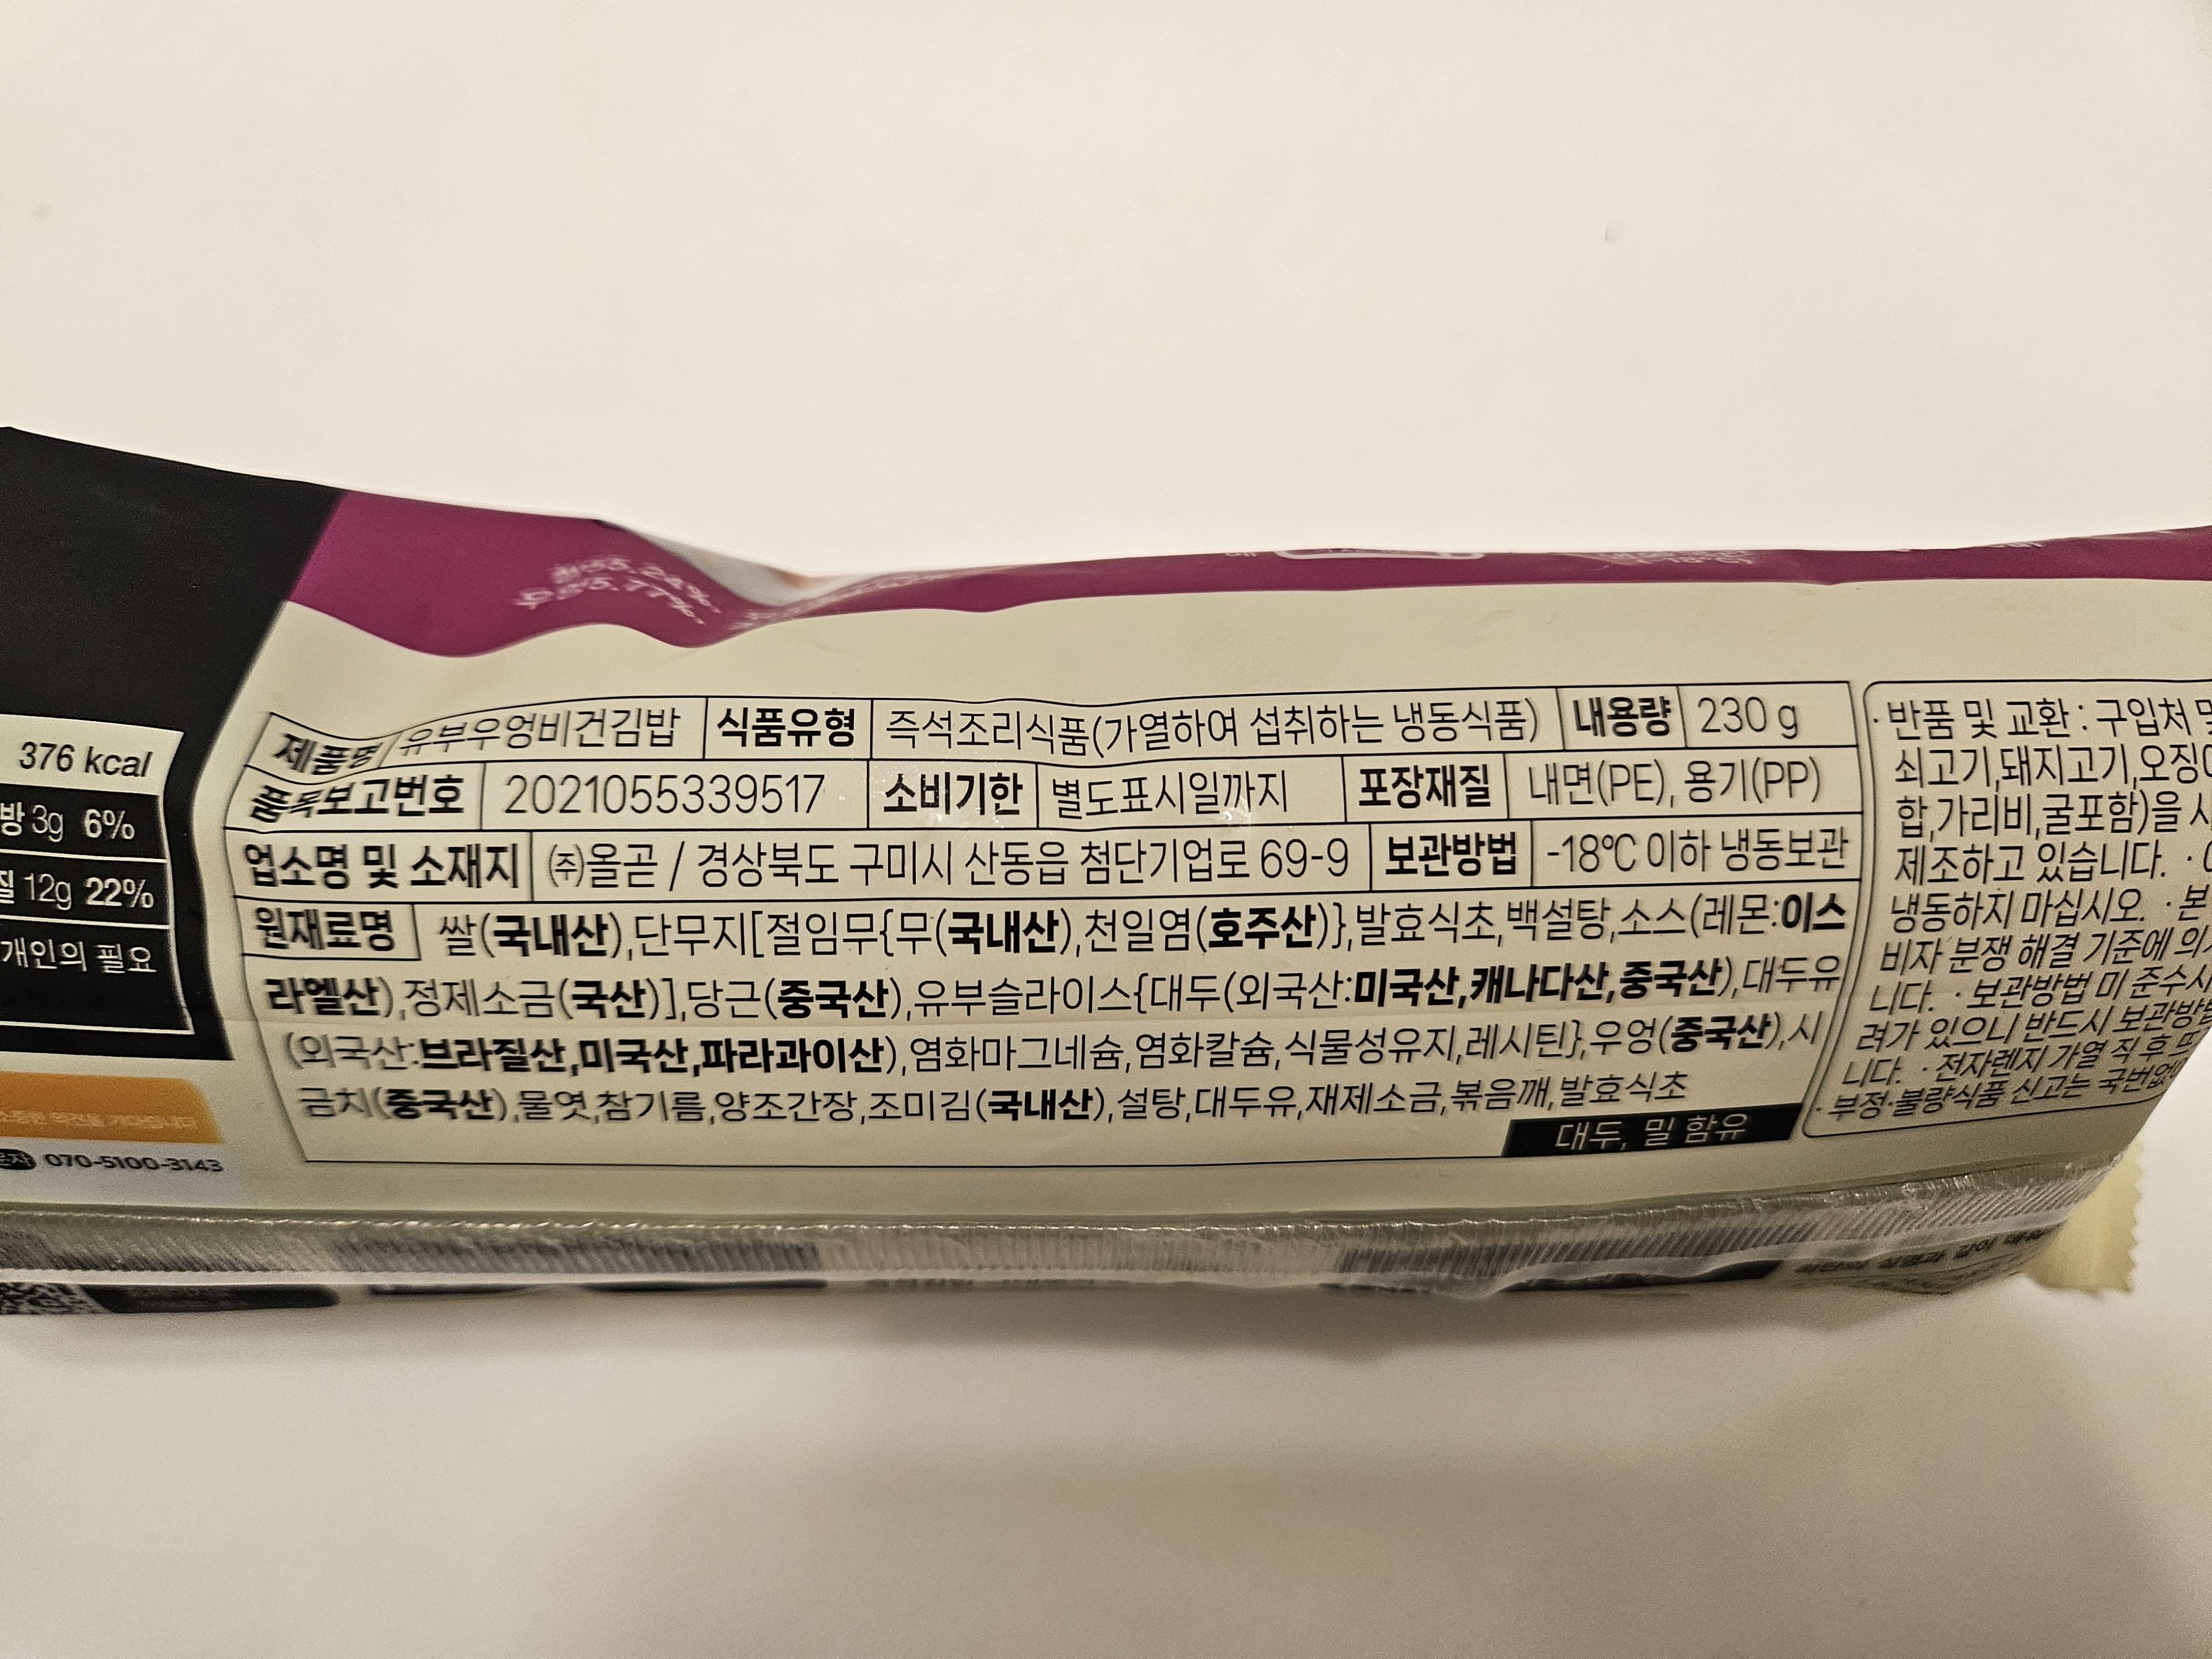 376 kcal
방 3g 6%
질 12g 22%
개인의 필요
070-5100-3143
제품명 유부우엉비건김밥 식품유형 즉석조리식품(가열하여 섭취하는 냉동식품) 내용량 230 g
품목보고번호 2021055339517 소비기한 별도표시일까지 포장재질 내면(PE), 용기(PP)
업소명 및 소재지 ㈜올곧 / 경상북도 구미시 산동읍 첨단기업로 69-9 보관방법 -18℃ 이하 냉동보관
원재료명 쌀(국내산),단무지[절임무{무(국내산),천일염(호주산)},발효식초,백설탕,소스(레몬:이스
라엘산),정제소금(국산)],당근(중국산),유부슬라이스{대두(외국산:미국산,캐나다산,중국산),대두유
(외국산:브라질산,미국산,파라과이산),염화마그네슘,염화칼슘,식물성유지,레시틴},우엉(중국산),시
금치(중국산),물엿,참기름,양조간장,조미김(국내산),설탕,대두유,재제소금,볶음깨,발효식초
대두, 밀 함유
· 반품 및 교환 : 구입처 및
쇠고기,돼지고기,오징어
합,가리비,굴포함)을 사
제조하고 있습니다. ·
냉동하지 마십시오. · 본
비자 분쟁 해결 기준에 의
니다. · 보관방법 미 준수시
려가 있으니 반드시 보관방법
니다. · 전자렌지 가열 직후 뜨
· 부정·불량식품 신고는 국번없